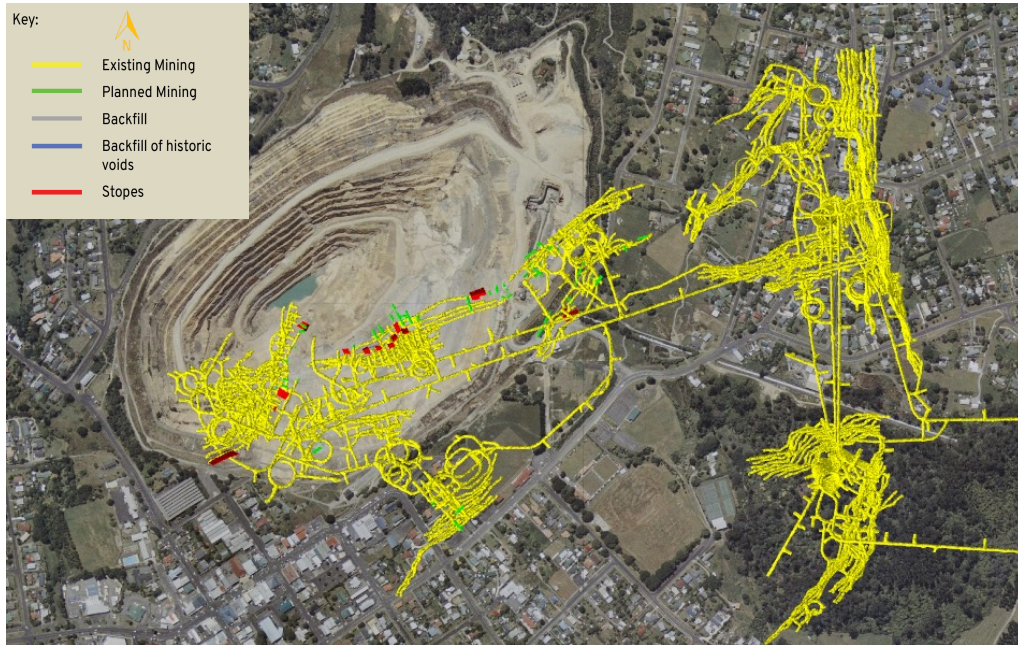 Key:
N
Existing Mining
Planned Mining
Backfill
Backfill of historic
voids
Stopes